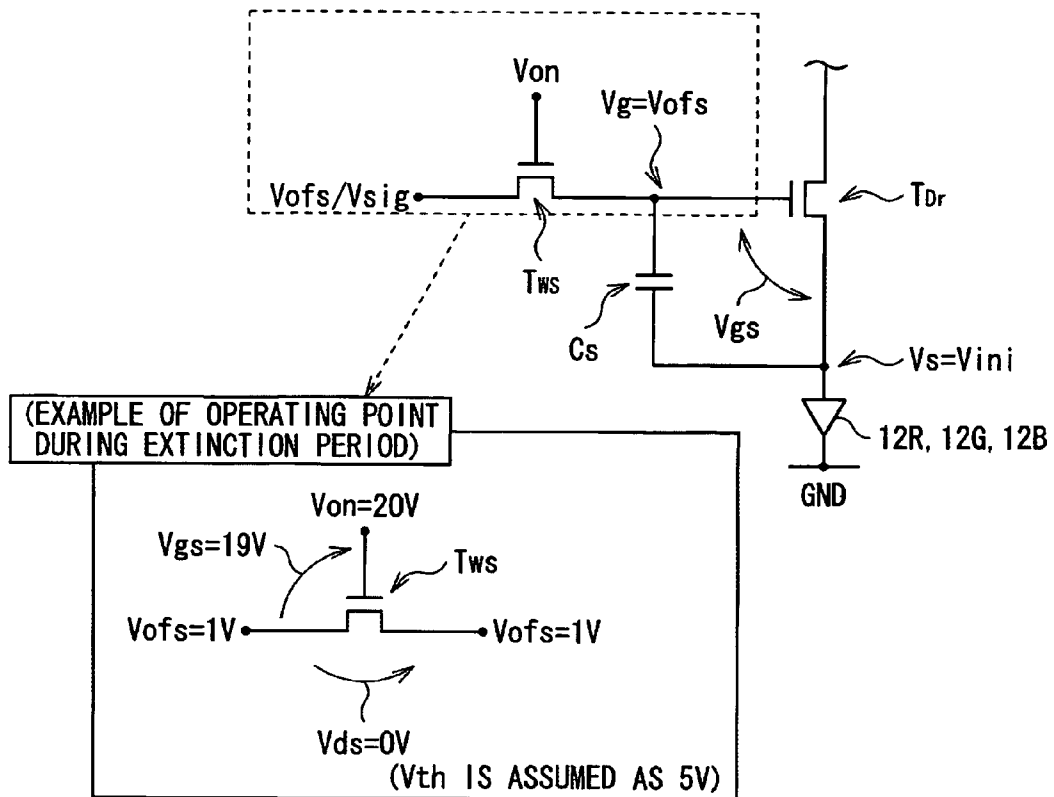 Von
Vg=Vofs
Vofs/Vsig
TDr
Tws
Vgs
Cs
Vs=Vini
12R, 12G, 12B
GND
(EXAMPLE OF OPERATING POINT
DURING EXTINCTION PERIOD)
Von=20V
Vgs=19V
Tws
Vofs=1V
Vofs=1V
Vds=0V
(Vth IS ASSUMED AS 5V)